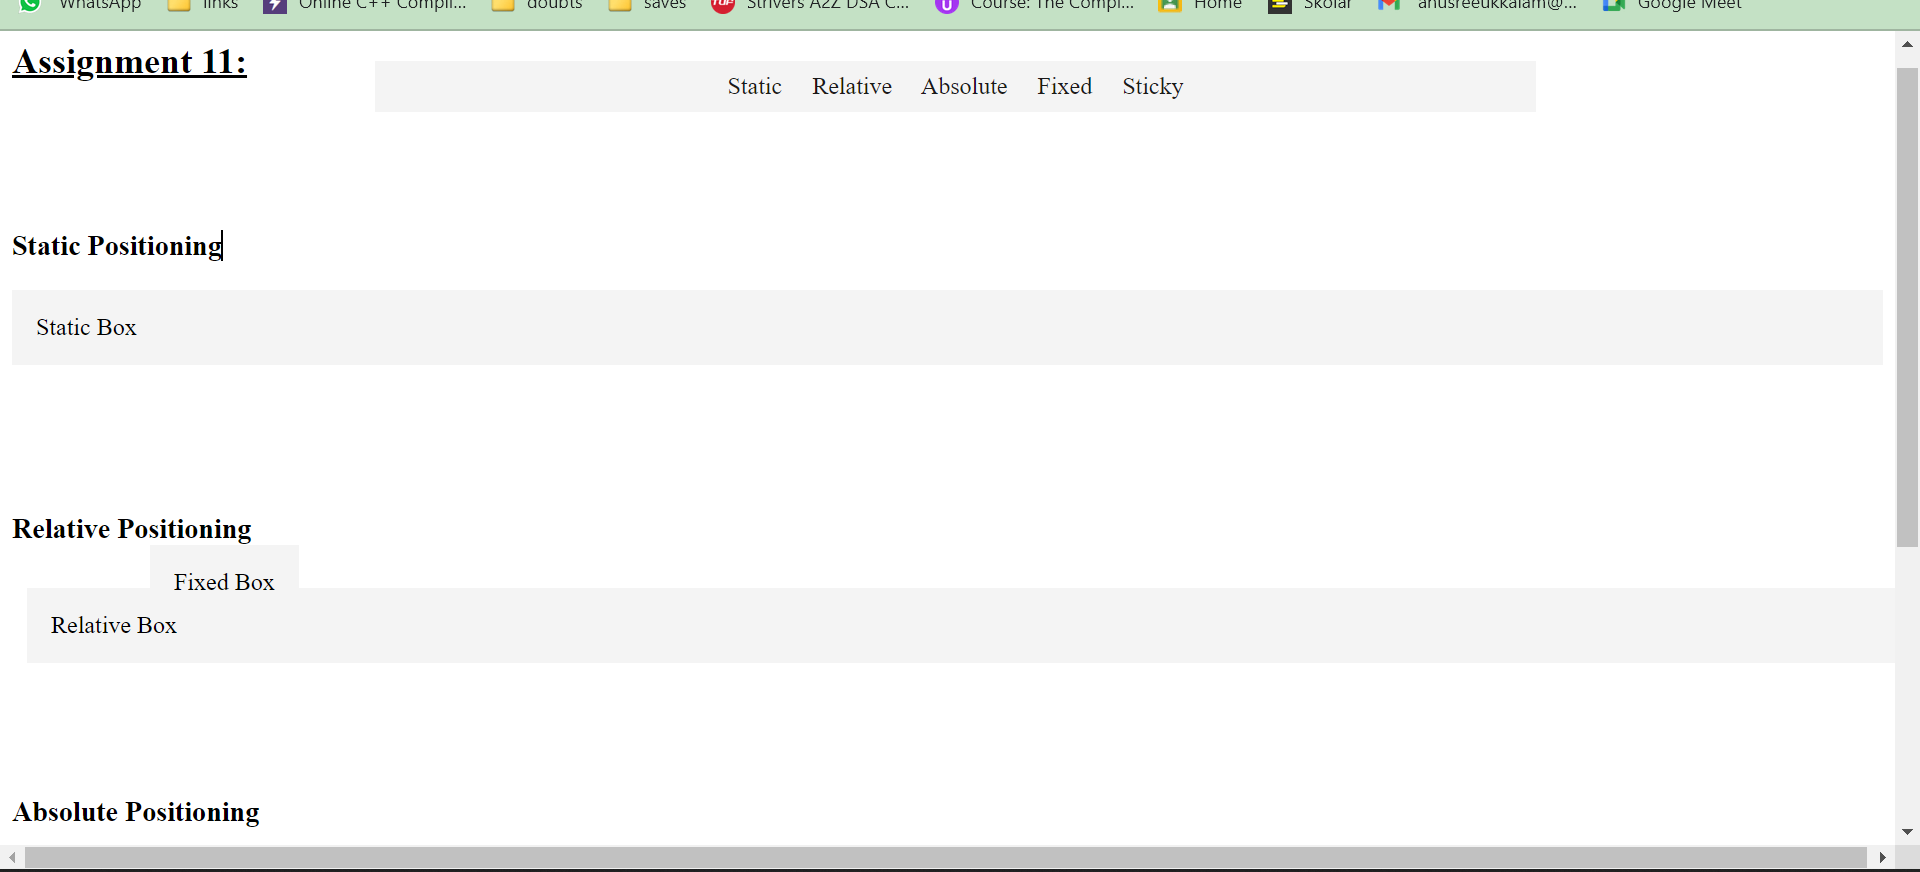 WhatsApp links Online C++ Compil... doubts saves Strivers A2Z DSA C... Course: The Compl... Home Skolar anusreeukkalam@... Google Meet
Assignment 11:
Static Relative Absolute Fixed Sticky
Static Positioning
Static Box
Relative Positioning
Fixed Box
Relative Box
Absolute Positioning